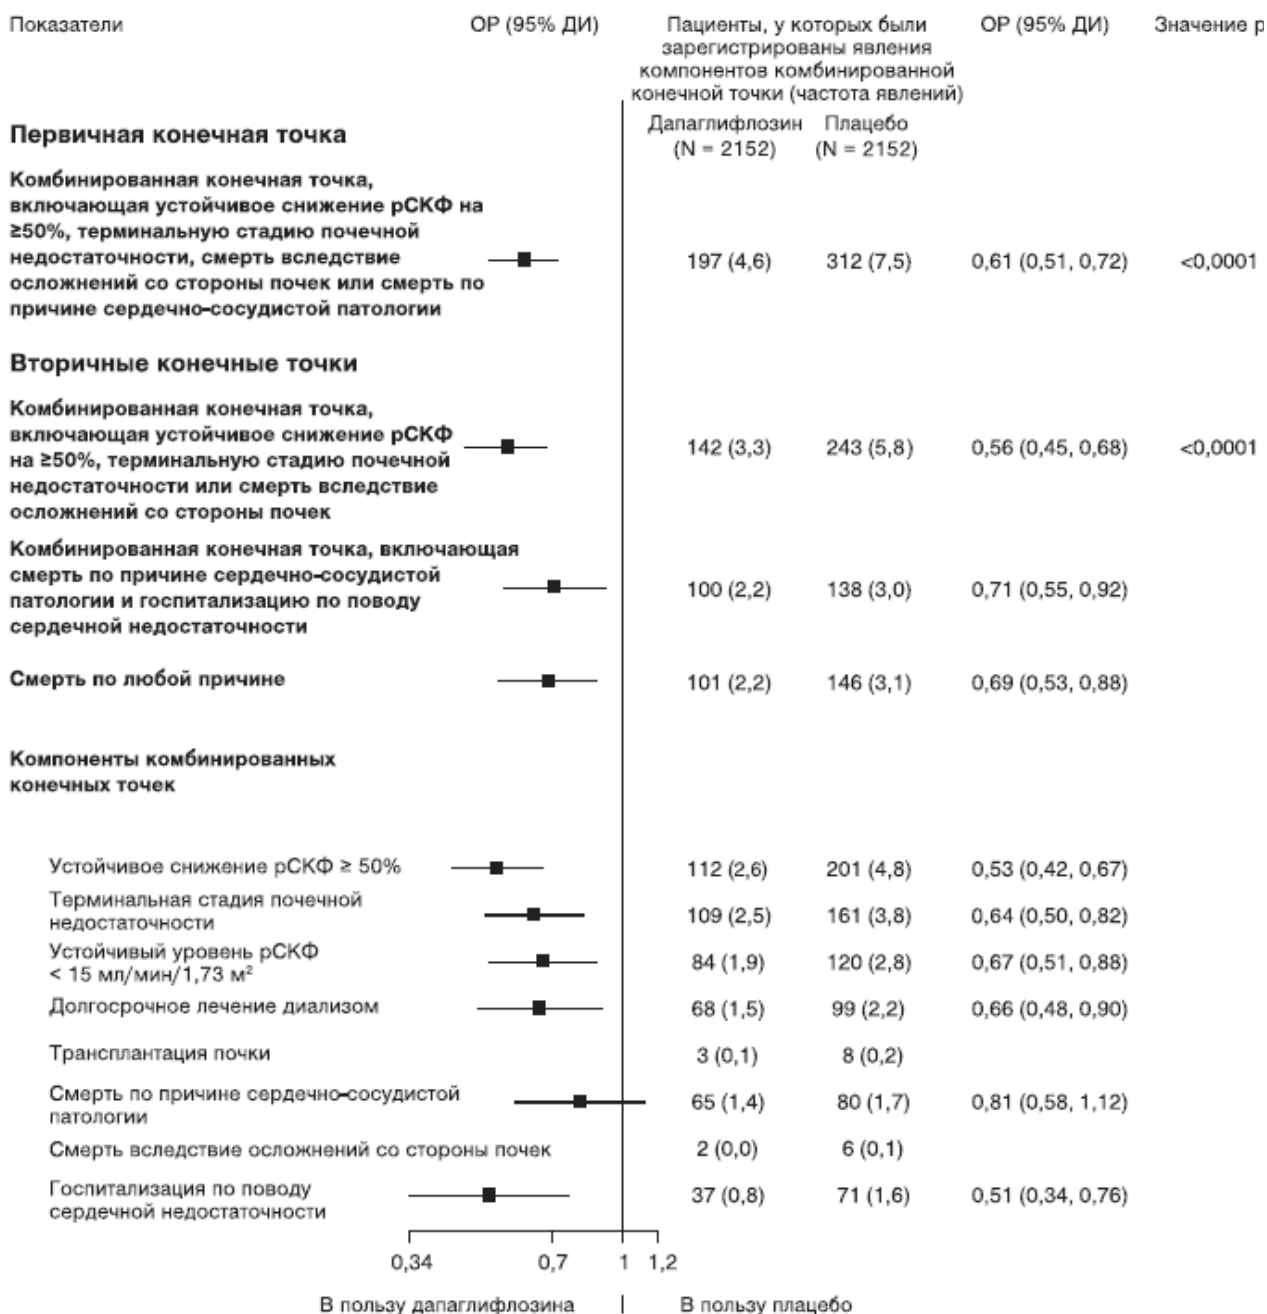 Показатели
ОР (95% ДИ)
Пациенты, у которых были
зарегистрированы явления
компонентов комбинированной
конечной точки (частота явлений)
ОР (95% ДИ)
Значение p
Дапаглифлозин
(N = 2152)
Плацебо
(N = 2152)
Первичная конечная точка
Комбинированная конечная точка,
включающая устойчивое снижение рСКФ на
≥50%, терминальную стадию почечной
недостаточности, смерть вследствие
осложнений со стороны почек или смерть по
причине сердечно-сосудистой патологии
197 (4,6) 312 (7,5) 0,61 (0,51, 0,72) <0,0001
Вторичные конечные точки
Комбинированная конечная точка,
включающая устойчивое снижение рСКФ
на ≥50%, терминальную стадию почечной
недостаточности или смерть вследствие
осложнений со стороны почек
142 (3,3) 243 (5,8) 0,56 (0,45, 0,68) <0,0001
Комбинированная конечная точка, включающая
смерть по причине сердечно-сосудистой
патологии и госпитализацию по поводу
сердечной недостаточности
100 (2,2) 138 (3,0) 0,71 (0,55, 0,92)
Смерть по любой причине 101 (2,2) 146 (3,1) 0,69 (0,53, 0,88)
Компоненты комбинированных
конечных точек
Устойчивое снижение рСКФ ≥ 50% 112 (2,6) 201 (4,8) 0,53 (0,42, 0,67)
Терминальная стадия почечной
недостаточности
109 (2,5) 161 (3,8) 0,64 (0,50, 0,82)
Устойчивый уровень рСКФ
< 15 мл/мин/1,73 м²
84 (1,9) 120 (2,8) 0,67 (0,51, 0,88)
Долгосрочное лечение диализом 68 (1,5) 99 (2,2) 0,66 (0,48, 0,90)
Трансплантация почки 3 (0,1) 8 (0,2)
Смерть по причине сердечно-сосудистой
патологии
65 (1,4) 80 (1,7) 0,81 (0,58, 1,12)
Смерть вследствие осложнений со стороны почек 2 (0,0) 6 (0,1)
Госпитализация по поводу
сердечной недостаточности
37 (0,8) 71 (1,6) 0,51 (0,34, 0,76)
0,34 0,7 1 1,2
В пользу дапаглифлозина В пользу плацебо